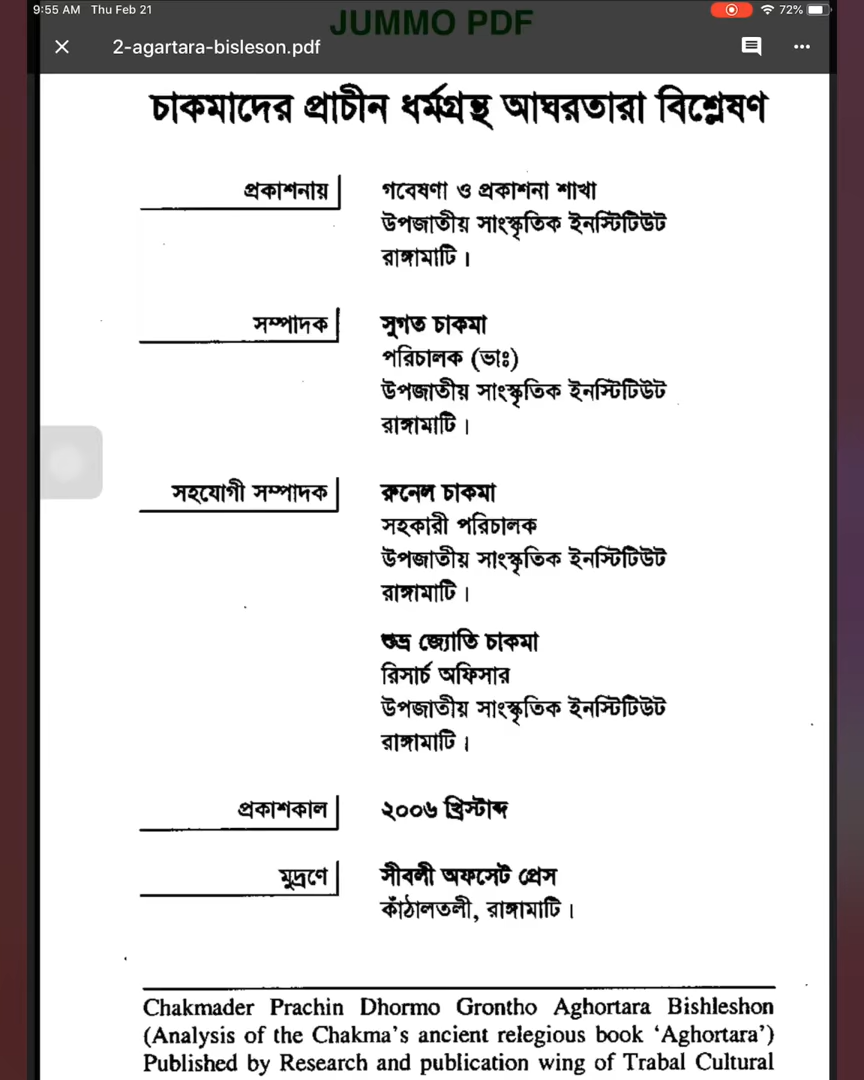 9:55 AM Thu Feb 21
72%
JUMMO PDF
2-agartara-bisleson.pdf
চাকমাদের প্রাচীন ধর্মগ্রন্থ আঘরতারা বিশ্লেষণ
প্রকাশনায়
গবেষণা ও প্রকাশনা শাখা
উপজাতীয় সাংস্কৃতিক ইনস্টিটিউট
রাঙ্গামাটি।
সম্পাদক
সুগত চাকমা
পরিচালক (ভাঃ)
উপজাতীয় সাংস্কৃতিক ইনস্টিটিউট
রাঙ্গামাটি।
সহযোগী সম্পাদক
রুনেল চাকমা
সহকারী পরিচালক
উপজাতীয় সাংস্কৃতিক ইনস্টিটিউট
রাঙ্গামাটি।
শুভ্র জ্যোতি চাকমা
রিসার্চ অফিসার
উপজাতীয় সাংস্কৃতিক ইনস্টিটিউট
রাঙ্গামাটি।
প্রকাশকাল
২০০৬ খ্রিস্টাব্দ
মুদ্রণে
সীবলী অফসেট প্রেস
কাঁঠালতলী, রাঙ্গামাটি।
Chakmader Prachin Dhormo Grontho Aghortara Bishleshon
(Analysis of the Chakma's ancient relegious book 'Aghortara')
Published by Research and publication wing of Trabal Cultural